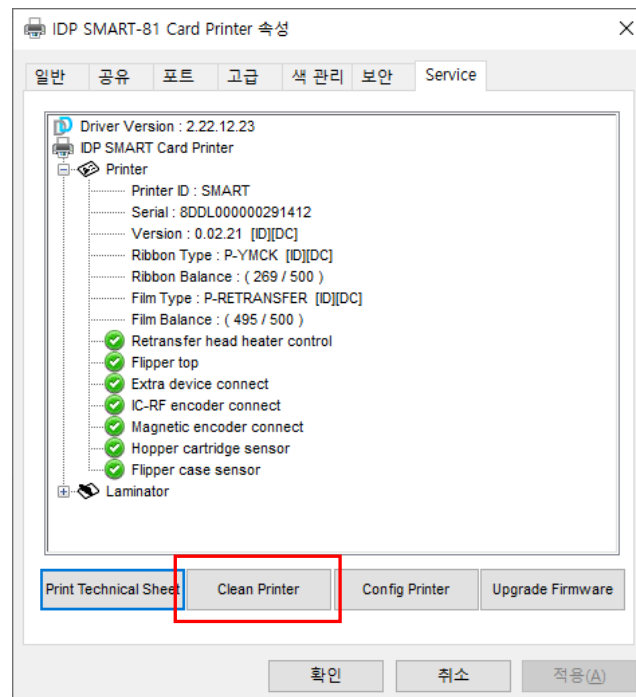 IDP SMART-81 Card Printer 속성
일반 공유 포트 고급 색 관리 보안 Service
Driver Version : 2.22.12.23
IDP SMART Card Printer
Printer
Printer ID : SMART
Serial : 8DDL000000291412
Version : 0.02.21 [ID][DC]
Ribbon Type : P-YMCK [ID][DC]
Ribbon Balance : ( 269 / 500 )
Film Type : P-RETRANSFER [ID][DC]
Film Balance : ( 495 / 500 )
Retransfer head heater control
Flipper top
Extra device connect
IC-RF encoder connect
Magnetic encoder connect
Hopper cartridge sensor
Flipper case sensor
Laminator
Print Technical Sheet Clean Printer Config Printer Upgrade Firmware
확인 취소 적용(A)